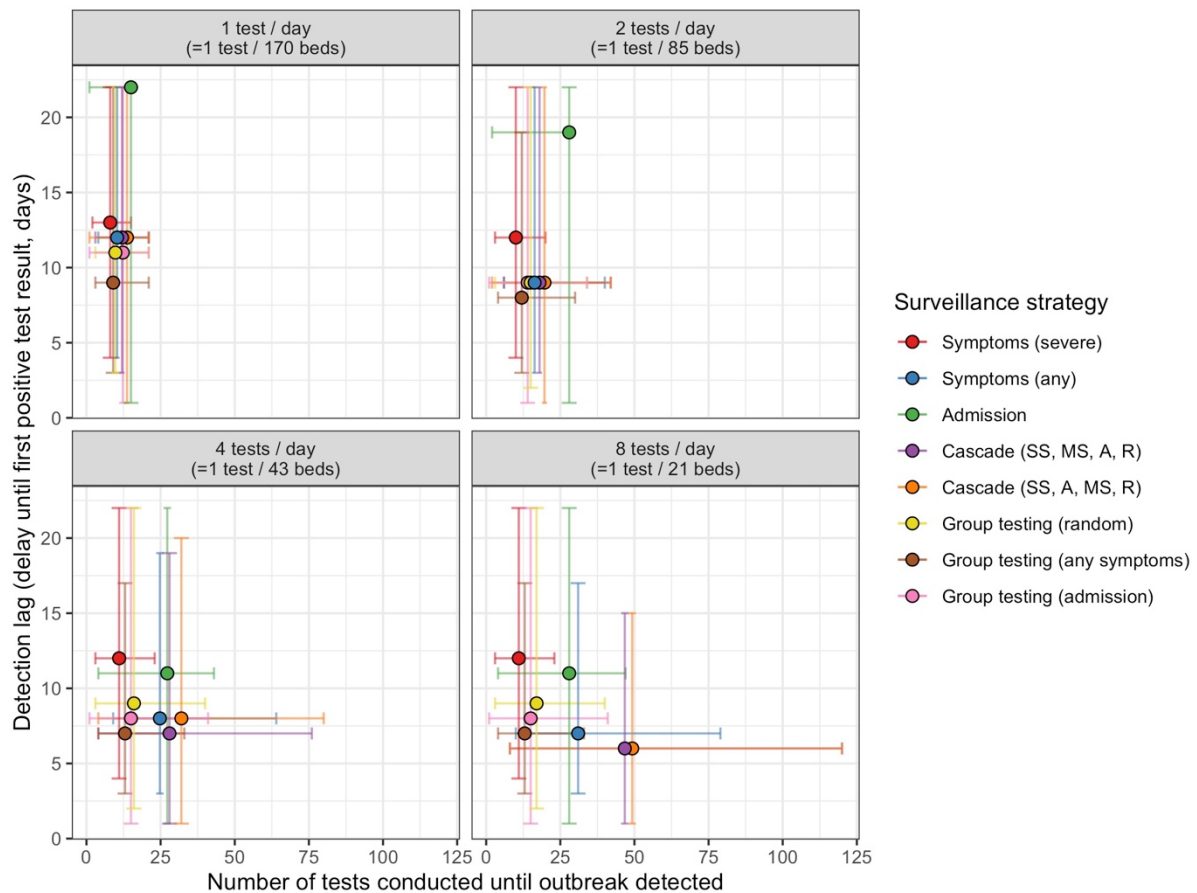 1 test / day
(=1 test / 170 beds)
2 tests / day
(=1 test / 85 beds)
20
15
10
5
0
4 tests / day
(=1 test / 43 beds)
8 tests / day
(=1 test / 21 beds)
20
15
10
5
0
0 25 50 75 100 125
0 25 50 75 100 125
Detection lag (delay until first positive test result, days)
Number of tests conducted until outbreak detected
Surveillance strategy
Symptoms (severe)
Symptoms (any)
Admission
Cascade (SS, MS, A, R)
Cascade (SS, A, MS, R)
Group testing (random)
Group testing (any symptoms)
Group testing (admission)